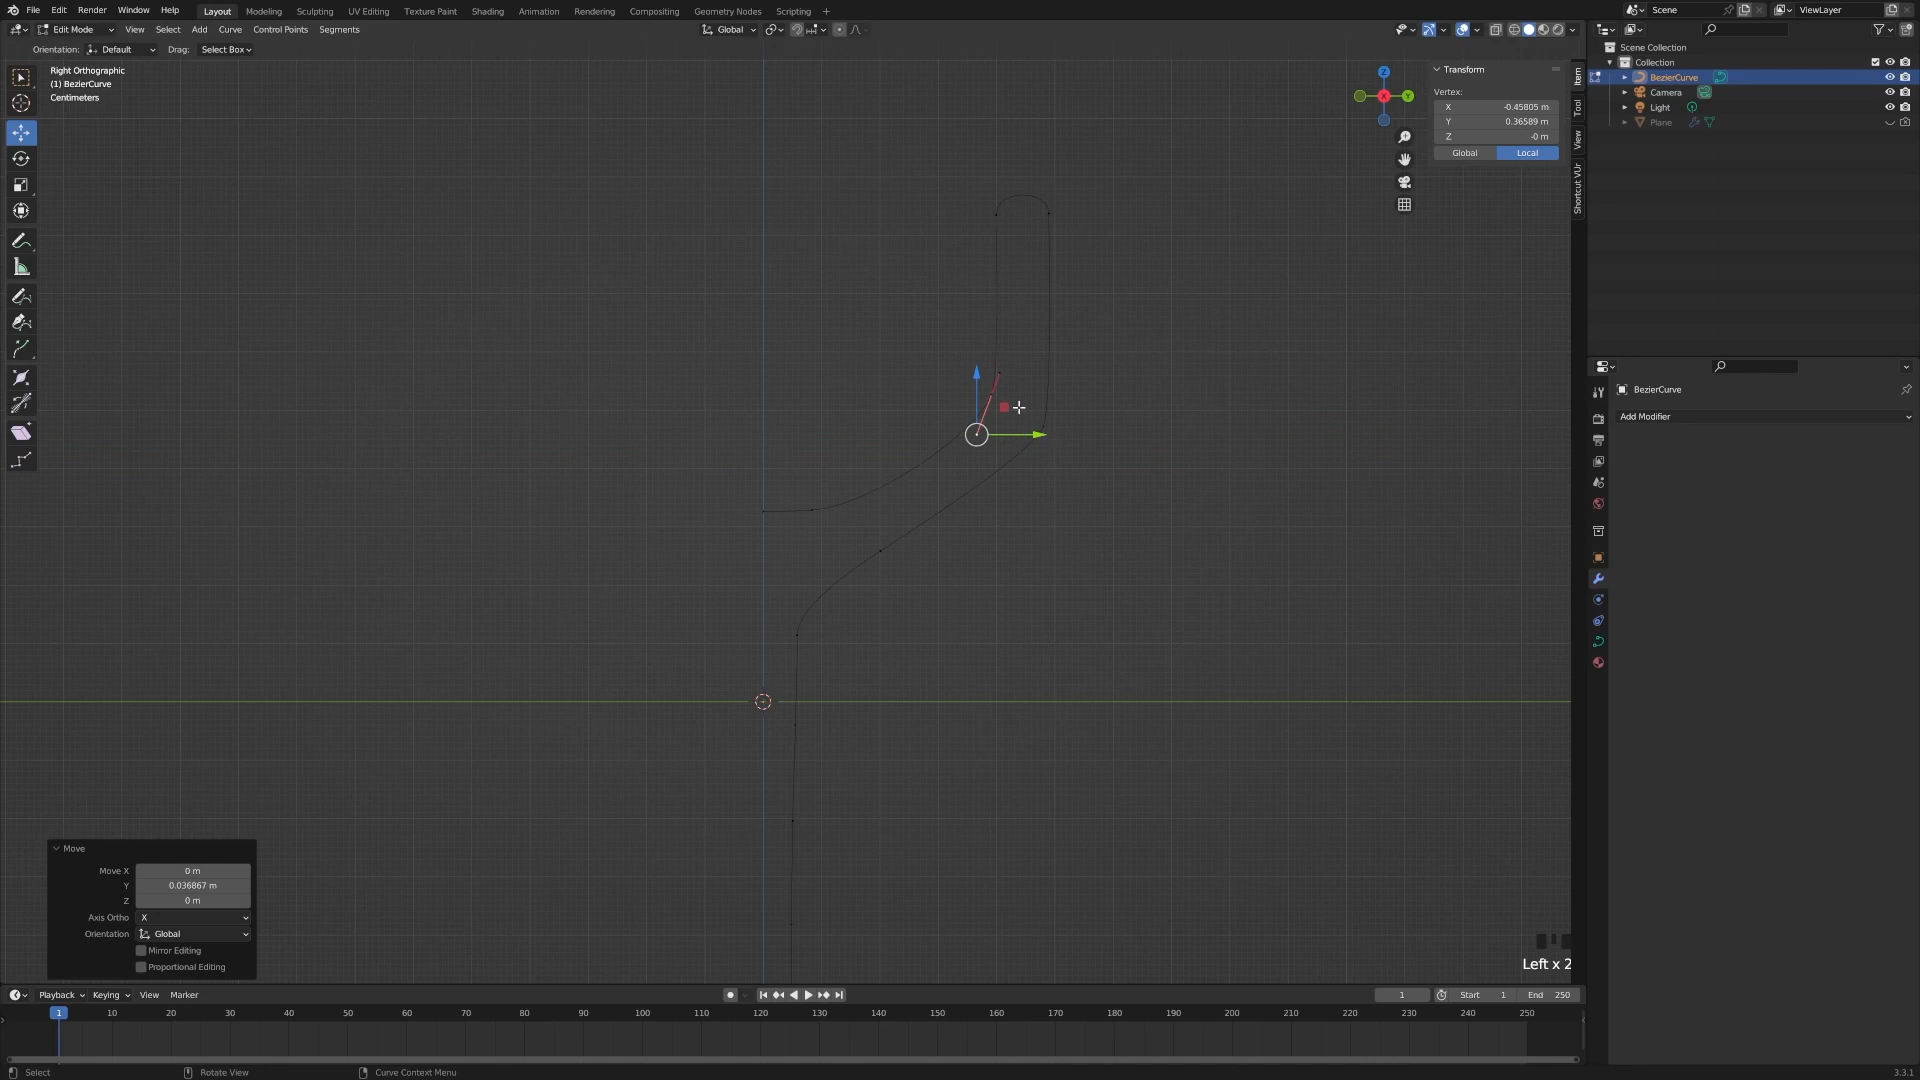 File Edit Render Window Help Layout Modeling Sculpting UV Editing Texture Paint Shading Animation Rendering Compositing Geometry Nodes Scripting + Scene ViewLayer
Edit Mode View Select Add Curve Control Points Segments Global
Orientation: Default Drag: Select Box
Right Orthographic
(1) BezierCurve
Centimeters
Z
X
Y
Transform
Vertex:
X -0.45805 m
Y 0.36589 m
Z -0 m
Global Local
Item
Tool
View
Shortcut VUr
Scene Collection
Collection
BezierCurve
Camera
Light
Plane
BezierCurve
Add Modifier
Move
Move X 0 m
Y 0.036867 m
Z 0 m
Axis Ortho X
Orientation Global
Mirror Editing
Proportional Editing
Left x 2
Playback Keying View Marker 1 Start 1 End 250
1 10 20 30 40 50 60 70 80 90 100 110 120 130 140 150 160 170 180 190 200 210 220 230 240 250
Select Rotate View Curve Context Menu 3.3.1